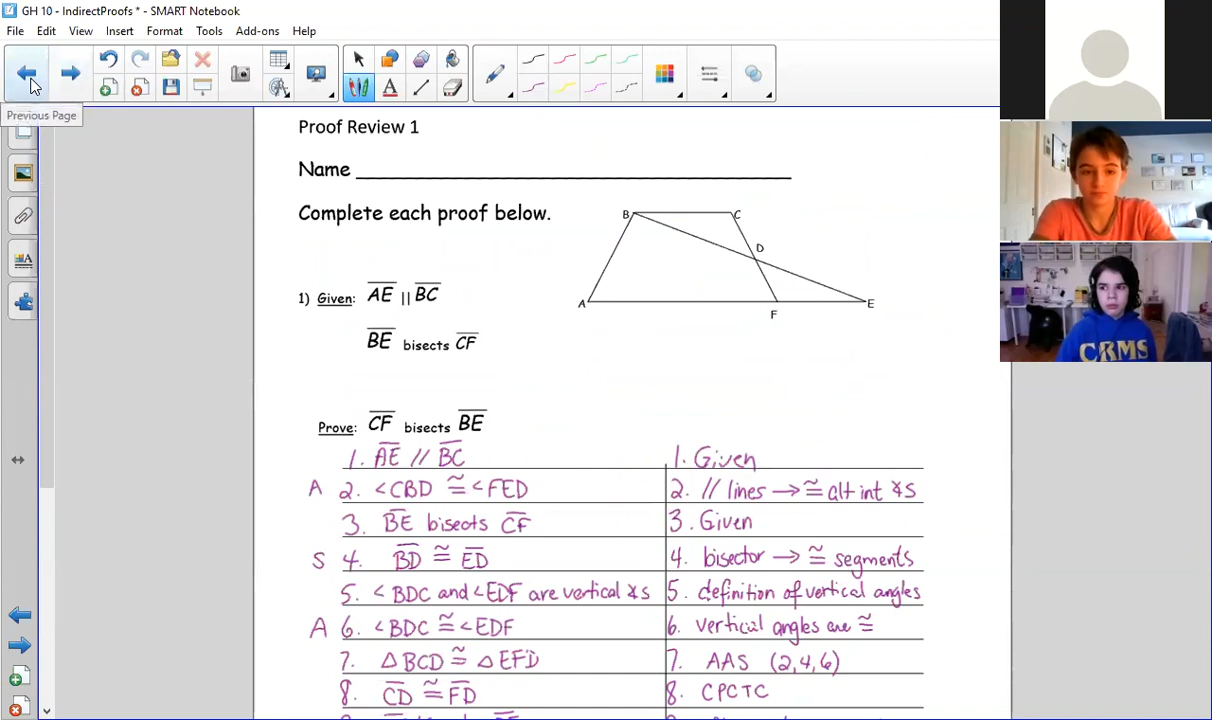 GH 10 - IndirectProofs * - SMART Notebook
File Edit View Insert Format Tools Add-ons Help
Previous Page
Proof Review 1
Name ________________________
Complete each proof below.
B C
D
A F E
1) Given: AE || BC
BE bisects CF
Prove: CF bisects BE
1. AE // BC 1. Given
A 2. <CBD ≅ <FED 2. // lines → ≅ alt int ∡s
3. BE bisects CF 3. Given
S 4. BD ≅ ED 4. bisector → ≅ segments
5. <BDC and <EDF are vertical ∡s 5. definition of vertical angles
A 6. <BDC ≅ <EDF 6. vertical angles are ≅
7. △BCD ≅ △EFD 7. AAS (2,4,6)
8. CD ≅ FD 8. CPCTC
CRMS